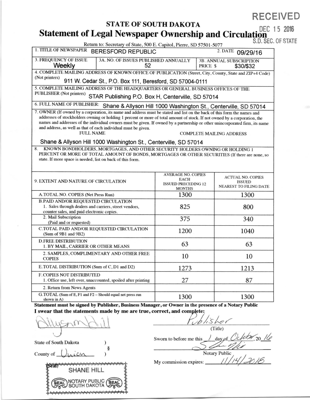 RECEIVED
DEC 15 2016
S.D. SEC. OF STATE
STATE OF SOUTH DAKOTA
Statement of Legal Newspaper Ownership and Circulation
Return to: Secretary of State, 500 E. Capitol, Pierre, SD 57501-5077
1. TITLE OF NEWSPAPER BERESFORD REPUBLIC
2. DATE 09/29/16
3. FREQUENCY OF ISSUE Weekly
3A. NO. OF ISSUES PUBLISHED ANNUALLY 52
3B. ANNUAL SUBSCRIPTION PRICE $ $30/$32
4. COMPLETE MAILING ADDRESS OF KNOWN OFFICE OF PUBLICATION (Street, City, County, State and ZIP+4 Code)
(Not printers) 911 W. Cedar St., P.O. Box 111, Beresford, SD 57004-0111
5. COMPLETE MAILING ADDRESS OF THE HEADQUARTERS OR GENERAL BUSINESS OFFICES OF THE
PUBLISHER (Not printers) STAR Publishing P.O. Box H, Centerville, SD 57014
6. FULL NAME OF PUBLISHER: Shane & Allyson Hill 1000 Washington St., Centerville, SD 57014
7. OWNER (If owned by a corporation, its name and address must be stated and list on the back of this form the names and
addresses of stockholders owning or holding 1 percent or more of total amount of stock. If not owned by a corporation, the
names and addresses of the individual owners must be given. If owned by a partnership or other unincorporated firm, its name
and address, as well as that of each individual must be given.
FULL NAME COMPLETE MAILING ADDRESS
Shane & Allyson Hill 1000 Washington St., Centerville, SD 57014
8. KNOWN BONDHOLDERS, MORTGAGES, AND OTHER SECURITY HOLDERS OWNING OR HOLDING 1
PERCENT OR MORE OF TOTAL AMOUNT OF BONDS, MORTGAGES OR OTHER SECURITIES (If there are none, so
state. If more space is needed, list on back of this form.
9. EXTENT AND NATURE OF CIRCULATION
AVERAGE NO. COPIES EACH ISSUED PRECEEDING 12 MONTHS
ACTUAL NO. COPIES ISSUED NEAREST TO FILING DATE
A. TOTAL NO. COPIES (Net Press Run) 1300 1300
B. PAID AND/OR REQUESTED CIRCULATION
1. Sales through dealers and carriers, street vendors,
counter sales, and paid electronic copies. 825 800
2. Mail Subscription
(Paid and or requested) 375 340
C. TOTAL PAID AND/OR REQUESTED CIRCULATION
(Sum of 9B1 and 9B2) 1200 1040
D. FREE DISTRIBUTION
1. BY MAIL, CARRIER OR OTHER MEANS 63 63
2. SAMPLES, COMPLIMENTARY AND OTHER FREE
COPIES 10 10
E. TOTAL DISTRIBUTION (Sum of C, D1 and D2) 1273 1213
F. COPIES NOT DISTRIBUTED
1. Office use, left over, unaccounted, spoiled after printing 27 87
2. Return from News Agents
G. TOTAL (Sum of E, F1 and F2 – Should equal net press run
shown in A) 1300 1300
Statement must be signed by Publisher, Business Manager, or Owner in the presence of a Notary Public
I swear that the statements made by me are true, correct, and complete:
Allyson Hill
Publisher
(Title)
State of South Dakota )
§
County of Union )
Sworn to before me this 1 day of October 2016
Notary Public
My commission expires: 11/14/2018
SHANE HILL
NOTARY PUBLIC
SOUTH DAKOTA
SEAL
SEAL